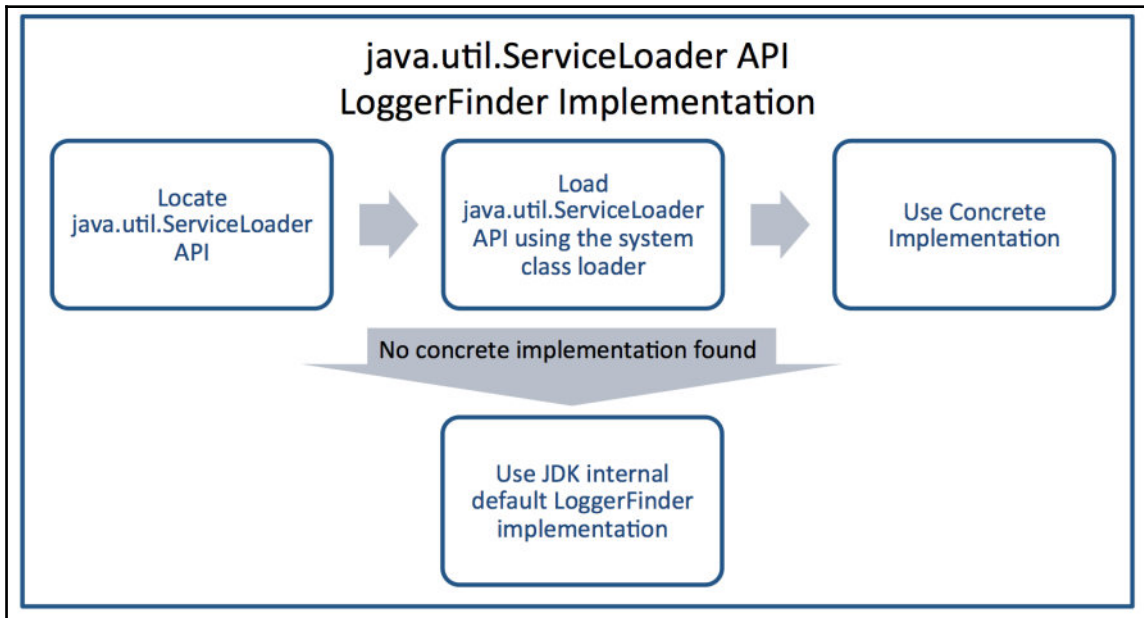 java.util.ServiceLoader API
LoggerFinder Implementation
Locate
java.util.ServiceLoader
API
Load
java.util.ServiceLoader
API using the system
class loader
Use Concrete
Implementation
No concrete implementation found
Use JDK internal
default LoggerFinder
implementation